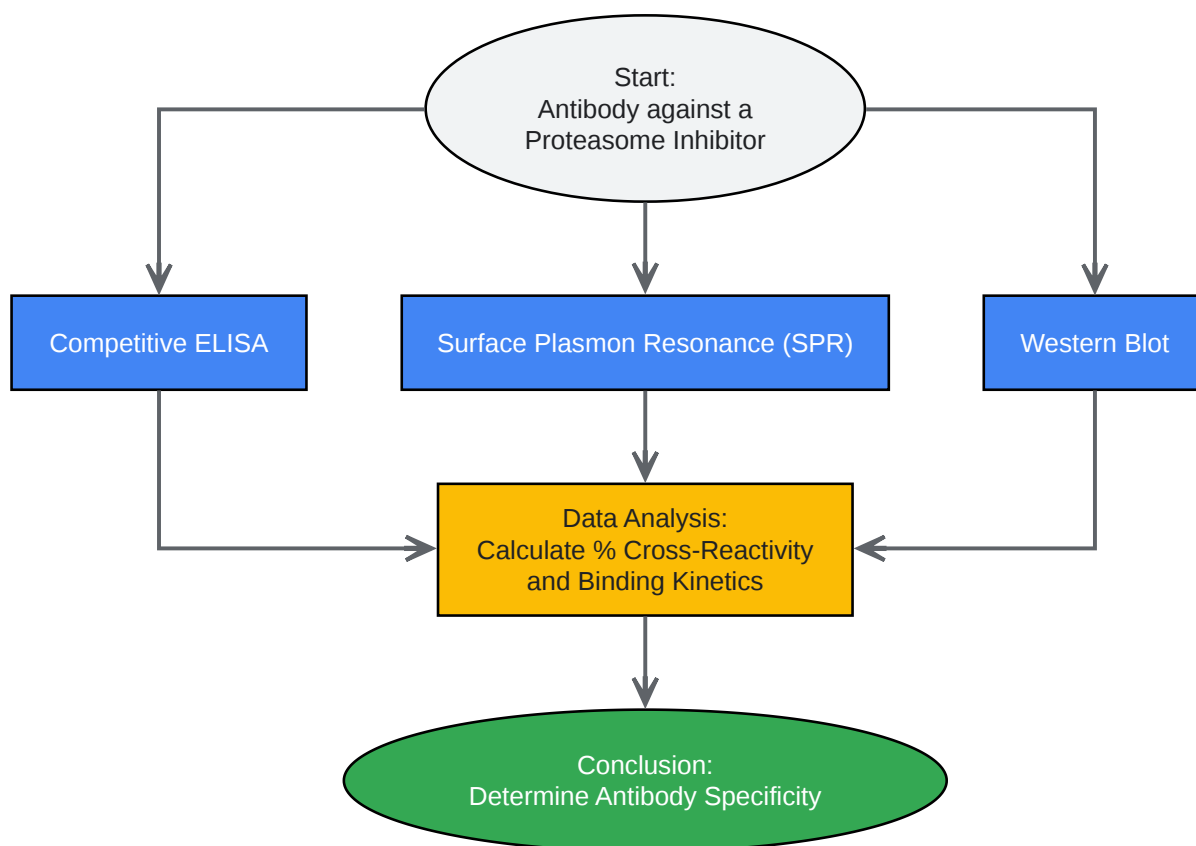 Start:
Antibody against a
Proteasome Inhibitor
Competitive ELISA
Surface Plasmon Resonance (SPR)
Western Blot
Data Analysis:
Calculate % Cross-Reactivity
and Binding Kinetics
Conclusion:
Determine Antibody Specificity